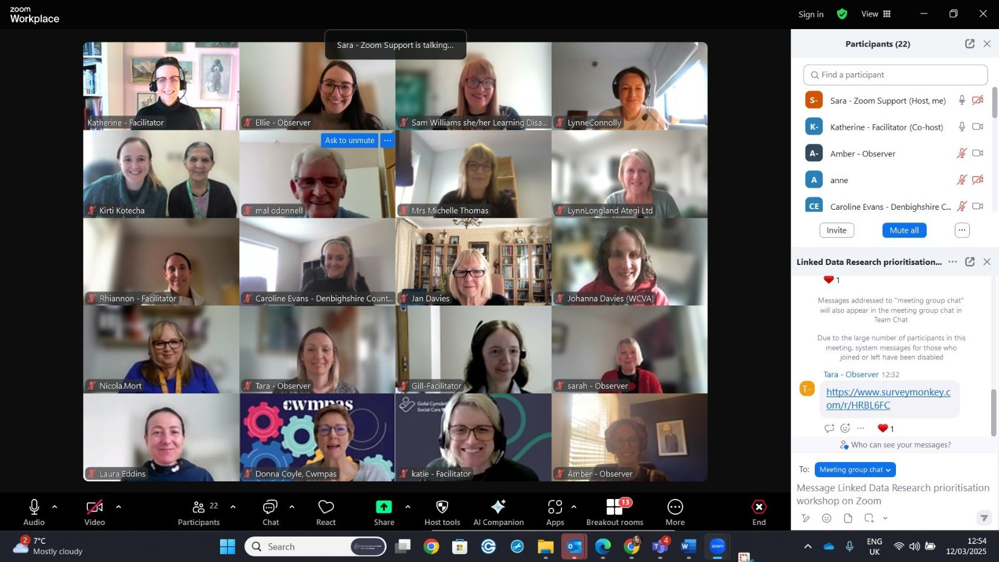 zoom
Workplace
Sign in
View
Sara - Zoom Support is talking...
Katherine - Facilitator
Ellie - Observer
Sam Williams she/her Learning Disa...
LynneConnolly
Ask to unmute
Kirti Kotecha
mal odonnell
Mrs Michelle Thomas
LynnLongland Ategi Ltd
Rhiannon - Facilitator
Caroline Evans - Denbighshire Count...
Jan Davies
Johanna Davies (WCVA)
Nicola.Mort
Tara - Observer
Gill-Facilitator
sarah - Observer
cwmpas
Gofal Cymdeit
Social Care W
Laura Eddins
Donna Coyle, Cwmpas
katie - Facilitator
Amber - Observer
Participants (22)
Find a participant
S- Sara - Zoom Support (Host, me)
K- Katherine - Facilitator (Co-host)
A- Amber - Observer
A anne
CE Caroline Evans - Denbighshire C...
Invite
Mute all
Linked Data Research prioritisation...
1
Messages addressed to "meeting group chat"
will also appear in the meeting group chat in
Team Chat
Due to the large number of participants in this
meeting, system messages for those who
joined or left have been disabled
Tara - Observer 12:32
T-
https://www.surveymonkey.c
om/r/HRBL6FC
1
Who can see your messages?
To: Meeting group chat
Message Linked Data Research prioritisation
workshop on Zoom
Audio
Video
22
Participants
Chat
React
Share
Host tools
AI Companion
Apps
13
Breakout rooms
More
End
2
7°C
Mostly cloudy
Search
4
zoom
ENG
UK
12:54
12/03/2025